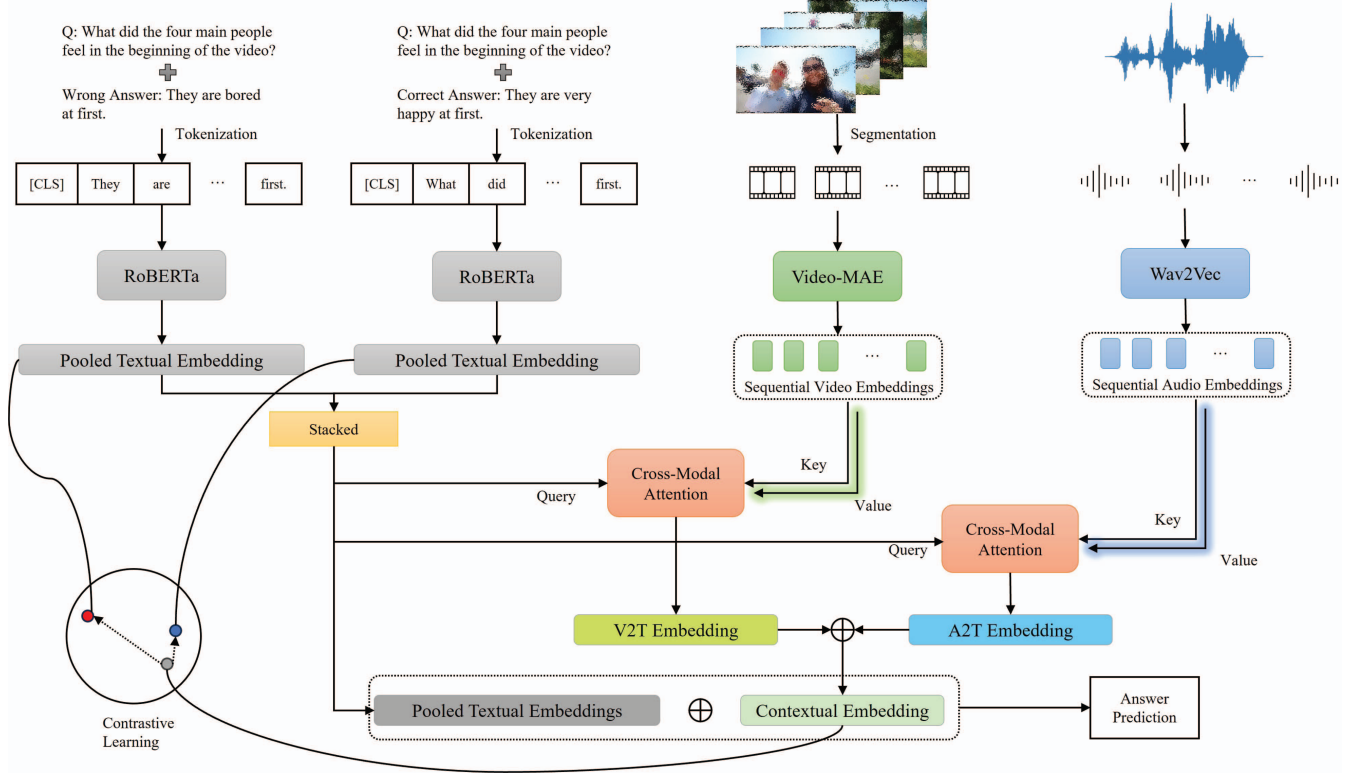 Q: What did the four main people
feel in the beginning of the video?
Wrong Answer: They are bored
at first.
Tokenization
[CLS] They are ... first.
RoBERTa
Pooled Textual Embedding
Q: What did the four main people
feel in the beginning of the video?
Correct Answer: They are very
happy at first.
Tokenization
[CLS] What did ... first.
RoBERTa
Pooled Textual Embedding
Segmentation
...
Video-MAE
...
Sequential Video Embeddings
...
Wav2Vec
...
Sequential Audio Embeddings
Stacked
Query
Cross-Modal
Attention
Key
Value
Query
Cross-Modal
Attention
Key
Value
V2T Embedding
A2T Embedding
Contrastive
Learning
Pooled Textual Embeddings
Contextual Embedding
Answer
Prediction